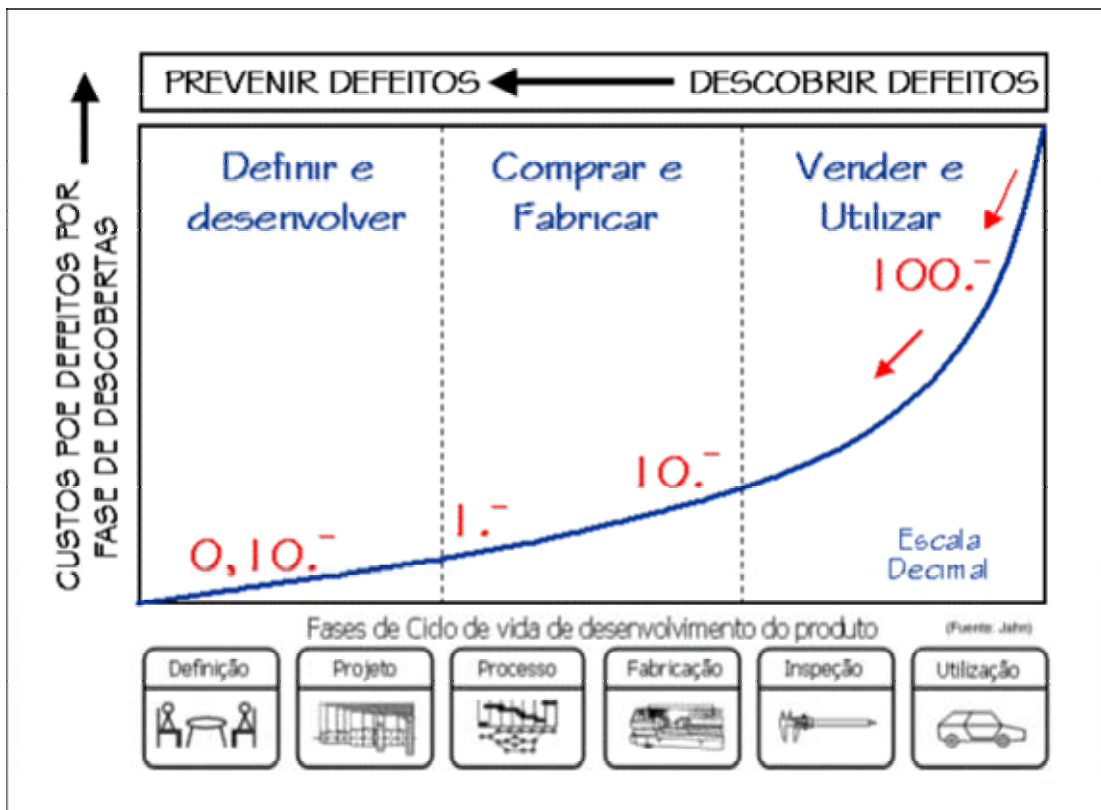 PREVENIR DEFEITOS
DESCOBRIR DEFEITOS
CUSTOS POE DEFEITOS POR
FASE DE DESCOBERTAS
Definir e
desenvolver
Comprar e
Fabricar
Vender e
Utilizar
100.-
10.-
1.-
0,10.-
Escala
Decimal
Fases de Ciclo de vida de desenvolvimento do produto
(Fuente: Jahn)
Definição
Projeto
Processo
Fabricação
Inspeção
Utilização